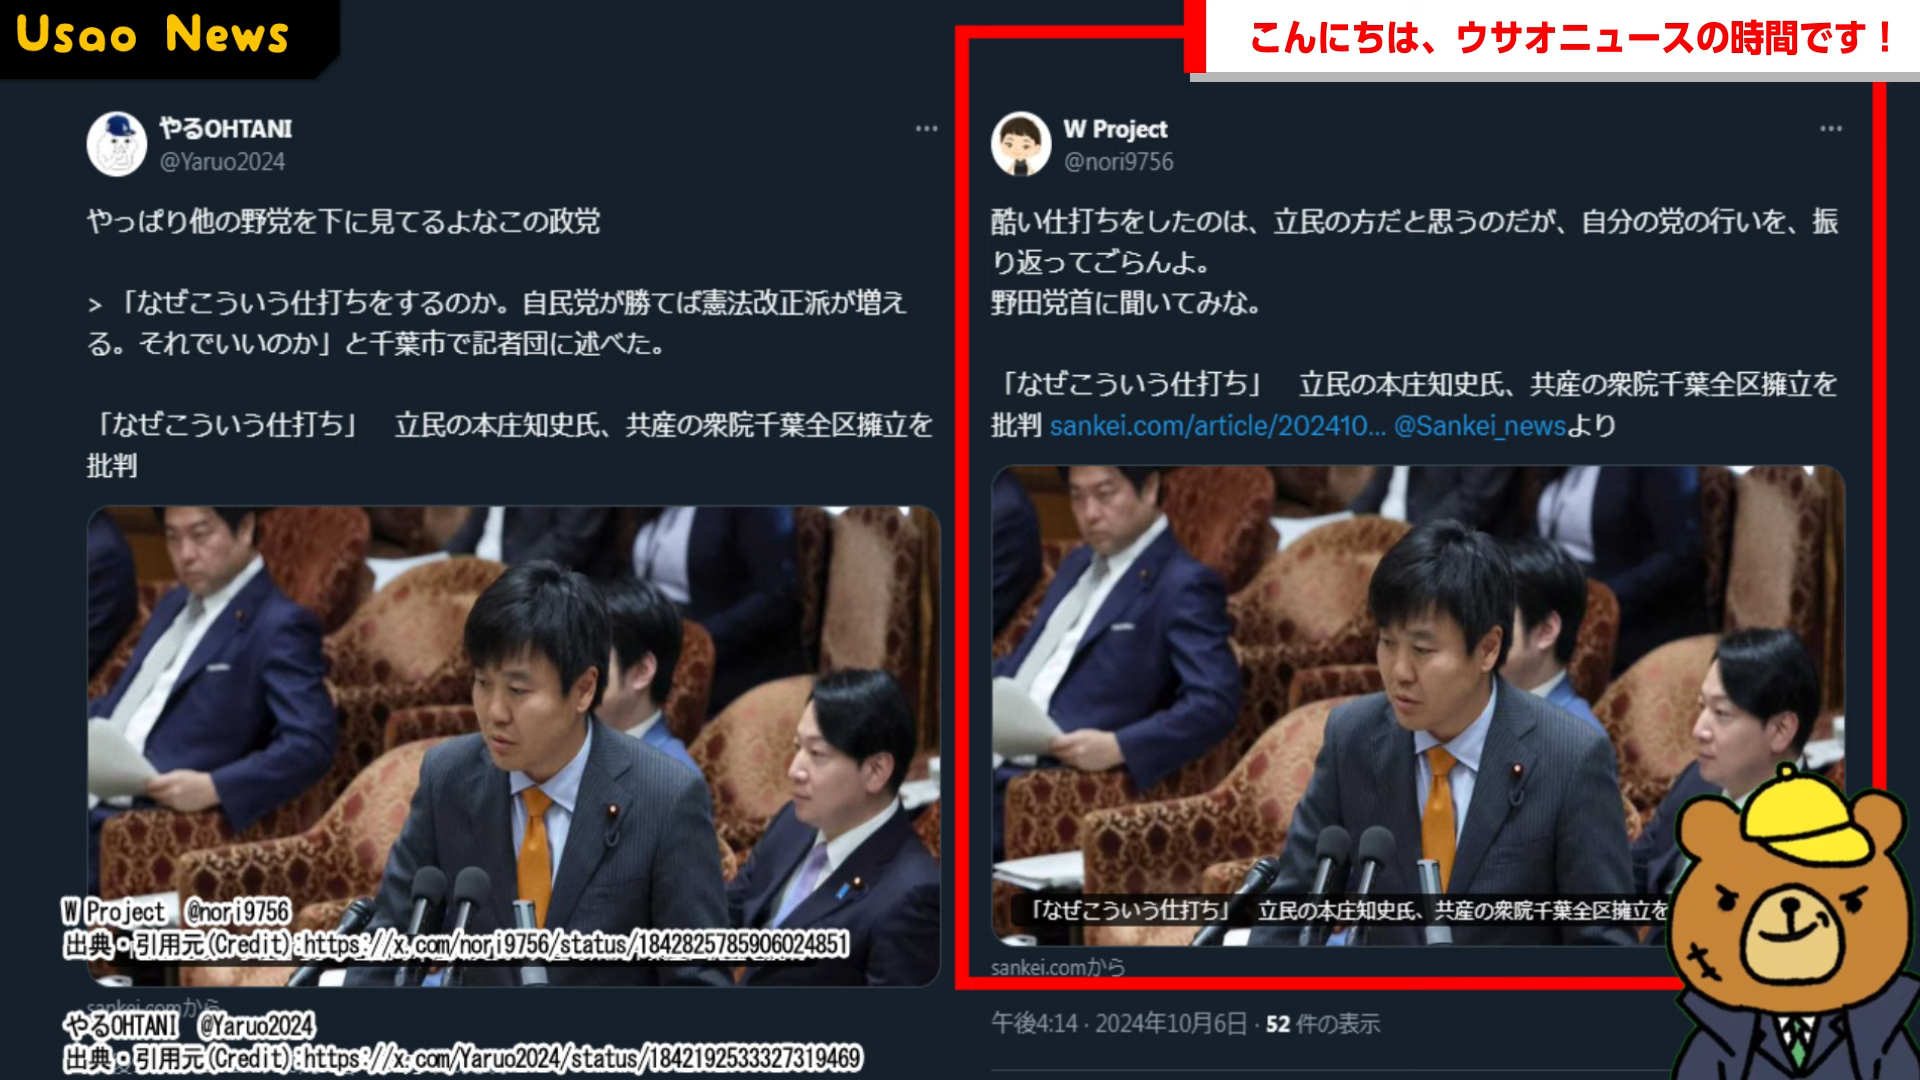 Usao News
こんにちは、ウサオニュースの時間です！
やるOHTANI
@Yaruo2024
やっぱり他の野党を下に見てるよなこの政党
> 「なぜこういう仕打ちをするのか。自民党が勝てば憲法改正派が増え
る。それでいいのか」と千葉市で記者団に述べた。
「なぜこういう仕打ち」　立民の本庄知史氏、共産の衆院千葉全区擁立を
批判
W Project　@nori9756
出典・引用元(Credit):https://x.com/nori9756/status/1842825785906024851
sankei.comから
やるOHTANI　@Yaruo2024
出典・引用元(Credit):https://x.com/Yaruo2024/status/1842192533327319469
W Project
@nori9756
酷い仕打ちをしたのは、立民の方だと思うのだが、自分の党の行いを、振
り返ってごらんよ。
野田党首に聞いてみな。
「なぜこういう仕打ち」　立民の本庄知史氏、共産の衆院千葉全区擁立を
批判 sankei.com/article/202410... @Sankei_newsより
「なぜこういう仕打ち」　立民の本庄知史氏、共産の衆院千葉全区擁立を
sankei.comから
午後4:14 · 2024年10月6日 · 52 件の表示